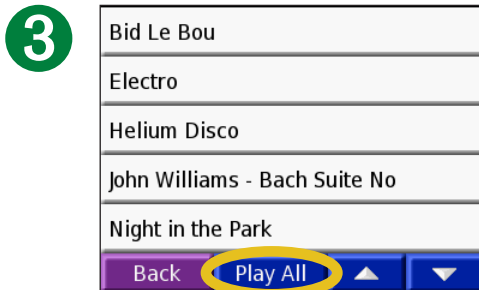 3
Bid Le Bou
Electro
Helium Disco
John Williams - Bach Suite No
Night in the Park
Back Play All